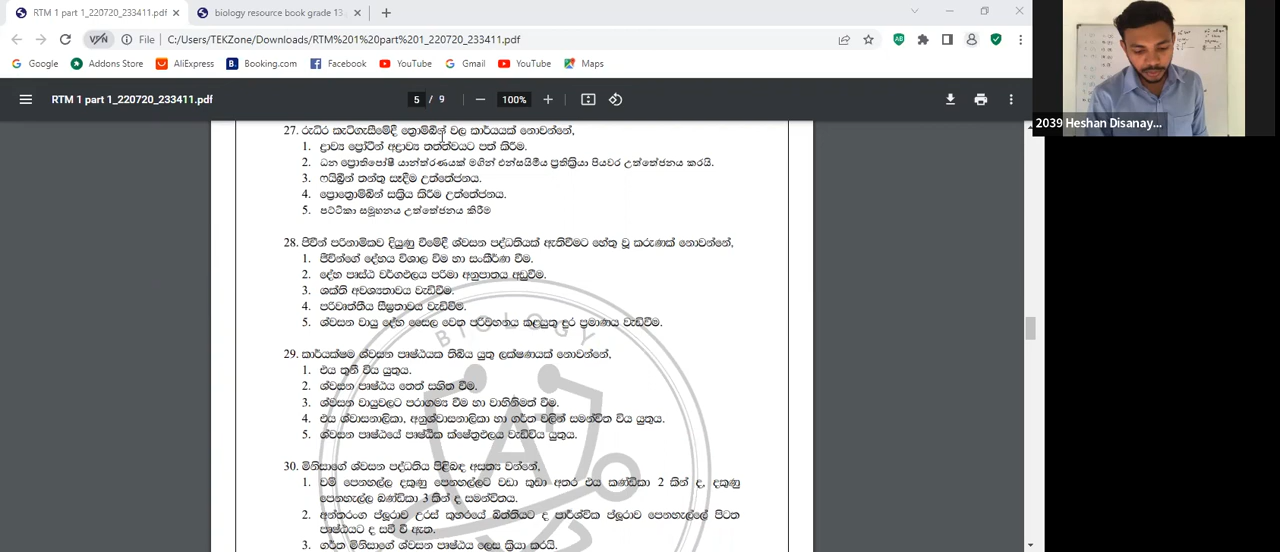 RTM 1 part 1_220720_233411.pdf
biology resource book grade 13
VPN
File
C:/Users/TEKZone/Downloads/RTM%201%20part%201_220720_233411.pdf
Google
Addons Store
AliExpress
Booking.com
Facebook
YouTube
Gmail
YouTube
Maps
RTM 1 part 1_220720_233411.pdf
5 / 9
100%
2039 Heshan Disanay...
27. රුධිර කැටිගැසීමේදී ත්‍රොම්බින් වල කාර්යයක් නොවන්නේ,
1. ද්‍රාව්‍ය ප්‍රෝටීන් අද්‍රාව්‍ය තත්ත්වයට පත් කිරීම.
2. ධන ප්‍රොතිපෝෂී යාන්ත්‍රණයක් මගින් එන්සයිමීය ප්‍රතික්‍රියා පියවර උත්තේජනය කරයි.
3. ෆයිබ්‍රින් තන්තු සෑදීම උත්තේජනය.
4. ප්‍රොත්‍රොම්බින් සක්‍රිය කිරීම උත්තේජනය.
5. පට්ටිකා සමූහනය උත්තේජනය කිරීම
28. ජීවීන් පරිනාමිකව දියුණු වීමේදී ශ්වසන පද්ධතියක් ඇතිවීමට හේතු වූ කරුණක් නොවන්නේ,
1. ජීවින්ගේ දේහය විශාල වීම හා සංකීර්ණ වීම.
2. දේහ පෘස්ඨ වර්ගඵලය පරිමා අනුපාතය අඩුවීම.
3. ශක්ති අවශ්‍යතාවය වැඩිවීම.
4. පරිවෘත්තීය සීඝ්‍රතාවය වැඩිවීම.
5. ශ්වසන වායු දේහ සෛල වෙත පරිවහනය කළයුතු දුර ප්‍රමාණය වැඩිවීම.
29. කාර්යක්ෂම ශ්වසන පෘෂ්ඨයක තිබිය යුතු ලක්ෂණයක් නොවන්නේ,
1. එය තුනී විය යුතුය.
2. ශ්වසන පෘෂ්ඨය තෙත් සහිත වීම.
3. ශ්වසන වායුවලට පාරගම්‍ය වීම හා වාහිනිමත් වීම.
4. එය ශ්වාසනාලිකා, අනුශ්වාසනාලිකා හා ගර්ත වලින් සමන්විත විය යුතුය.
5. ශ්වසන පෘෂ්ඨයේ පෘෂ්ඨික ක්ෂේත්‍රඵලය වැඩිවිය යුතුය.
30. මිනිසාගේ ශ්වසන පද්ධතිය පිළිබඳ අසත්‍ය වන්නේ,
1. වම් පෙනහල්ල දකුණු පෙනහල්ලට වඩා කුඩා අතර එය කණ්ඩිකා 2 කින් ද, දකුණු
පෙනහැල්ල ඛණ්ඩිකා 3 කින් ද සමන්විතය.
2. අන්තරංග ප්ලූරාව උරස් කුහරයේ බිත්තියට ද පාර්ශ්වික ප්ලූරාව පෙනහැල්ලේ පිටත
පෘෂ්ඨයට ද සවි වී ඇත.
3. ගර්ත මිනිසාගේ ශ්වසන පෘෂ්ඨය ලෙස ක්‍රියා කරයි.
BIOLOGY